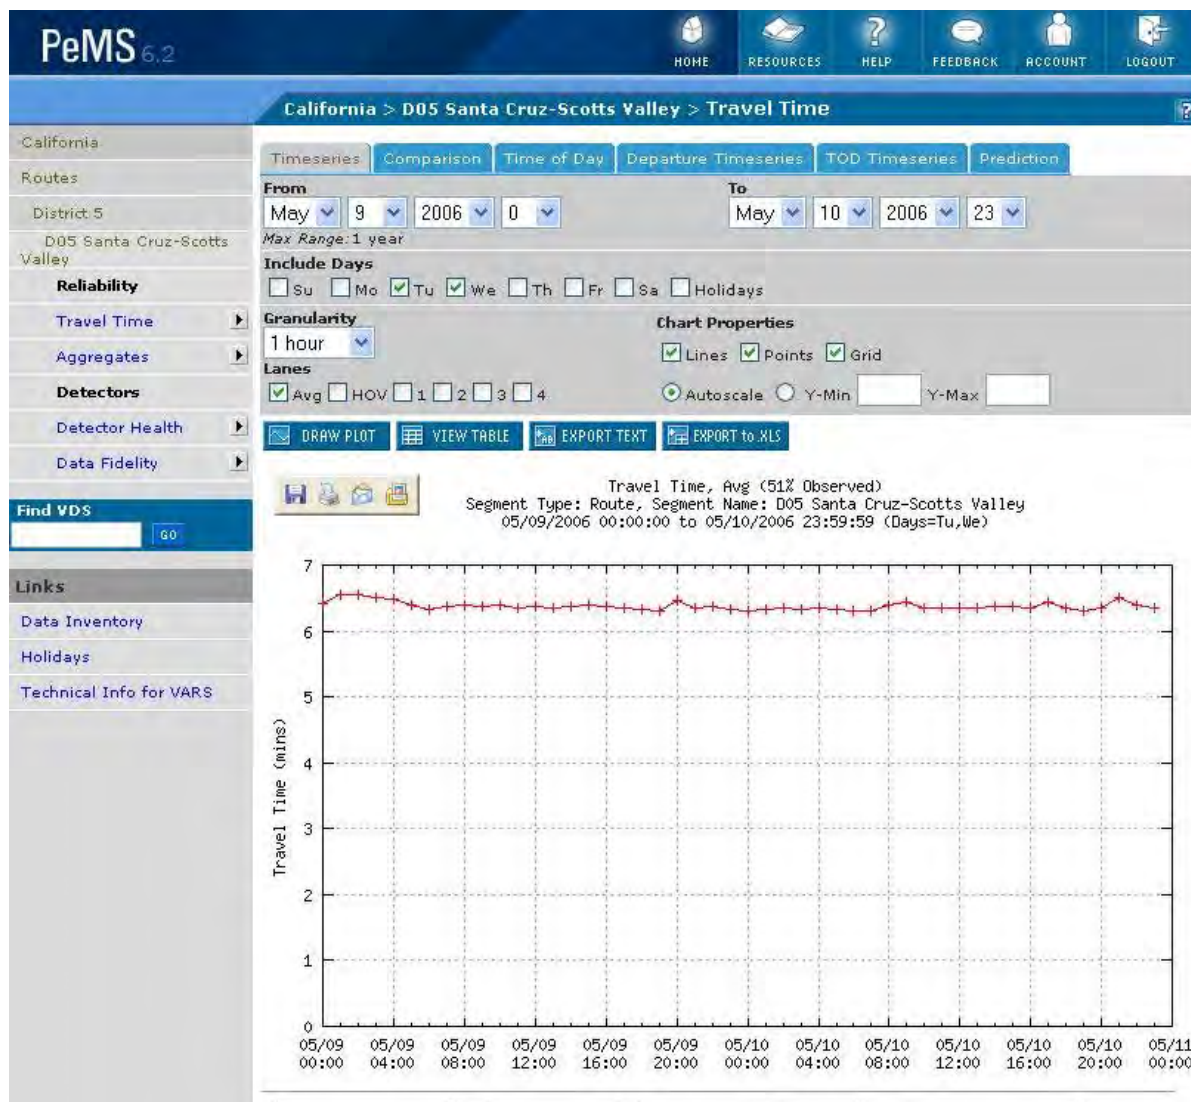 PeMS 6.2
HOME RESOURCES HELP FEEDBACK ACCOUNT LOGOUT
California > D05 Santa Cruz-Scotts Valley > Travel Time ?
California
Routes
District 5
D05 Santa Cruz-Scotts
Valley
Reliability
Travel Time
Aggregates
Detectors
Detector Health
Data Fidelity
Find VDS
GO
Links
Data Inventory
Holidays
Technical Info for VARS
Timeseries Comparison Time of Day Departure Timeseries TOD Timeseries Prediction
From To
May 9 2006 0 May 10 2006 23
Max Range: 1 year
Include Days
Su Mo Tu We Th Fr Sa Holidays
Granularity Chart Properties
1 hour
Lines Points Grid
Lanes
Avg HOV 1 2 3 4 Autoscale Y-Min Y-Max
DRAW PLOT VIEW TABLE EXPORT TEXT EXPORT to .XLS
Travel Time, Avg (51% Observed)
Segment Type: Route, Segment Name: D05 Santa Cruz-Scotts Valley
05/09/2006 00:00:00 to 05/10/2006 23:59:59 (Days=Tu,We)
Travel Time (mins)
7
6
5
4
3
2
1
0
05/09 05/09 05/09 05/09 05/09 05/09 05/10 05/10 05/10 05/10 05/10 05/10 05/11
00:00 04:00 08:00 12:00 16:00 20:00 00:00 04:00 08:00 12:00 16:00 20:00 00:00